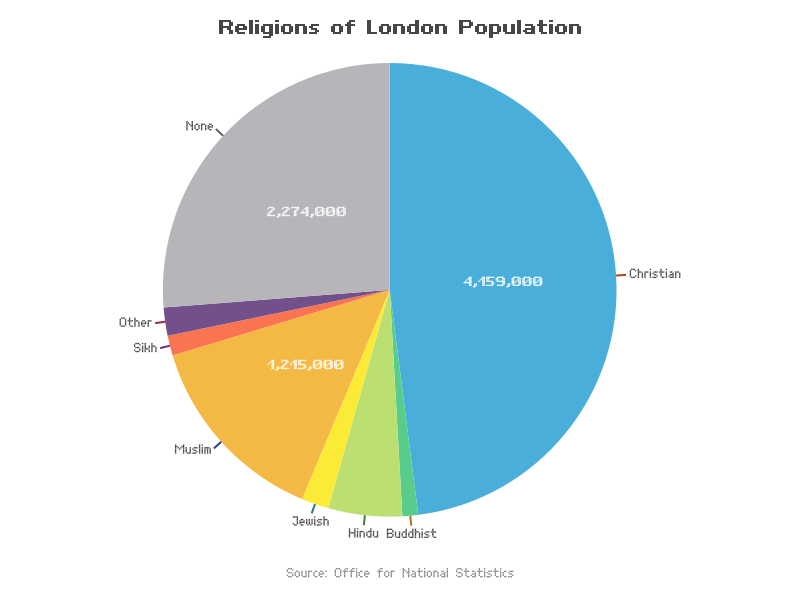 Religions of London Population
None
2,274,000
Christian
4,159,000
Other
Sikh
1,215,000
Muslim
Jewish
Hindu
Buddhist
Source: Office for National Statistics